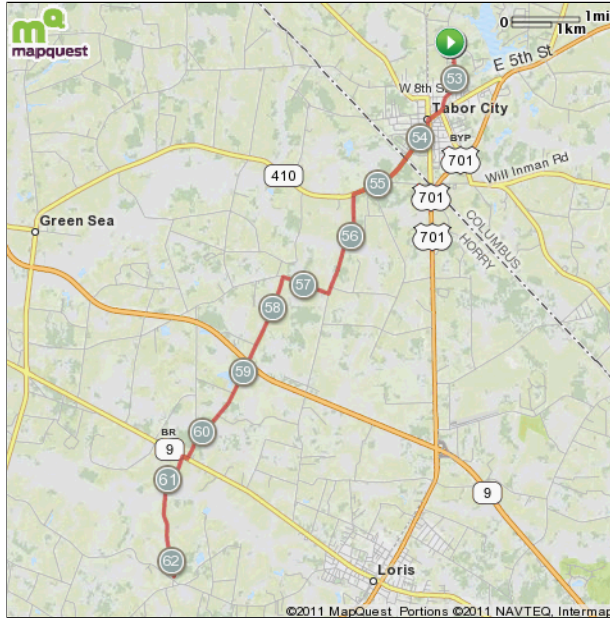 mapquest
0 1mi
1km
E 5th St
53
W 8th S
Tabor City
54
BYP
701
Will Inman Rd
410
55
701
Green Sea
56
701
COLUMBUS
HORRY
57
58
59
60
BR
9
61
9
62
Loris
©2011 MapQuest Portions ©2011 NAVTEQ, Intermap